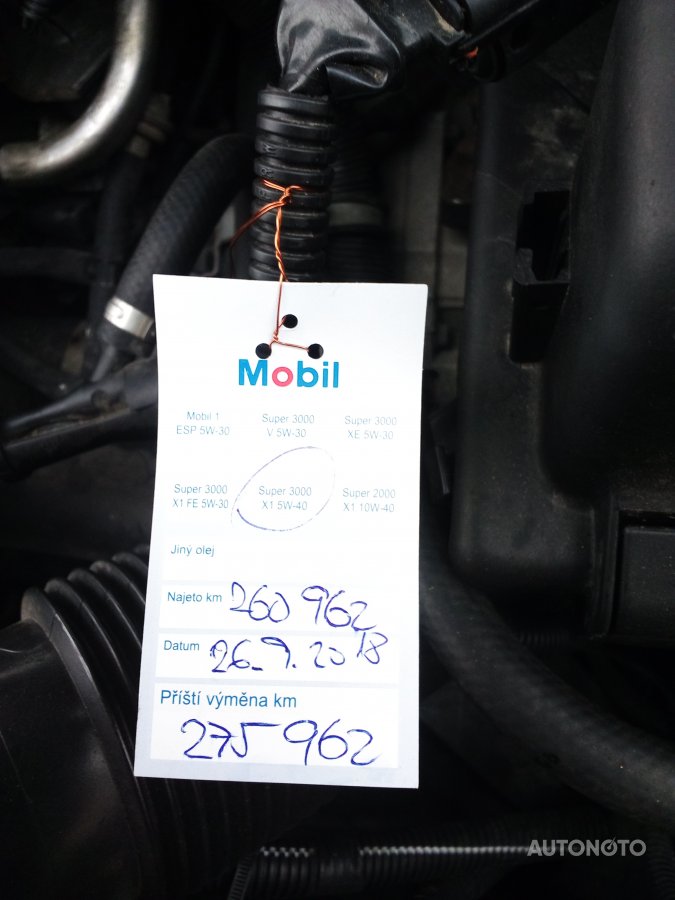 Mobil
Mobil 1 Super 3000 Super 3000
ESP 5W-30 V 5W-30 XE 5W-30
Super 3000 Super 3000 Super 2000
X1 FE 5W-30 X1 5W-40 X1 10W-40
Jiný olej
Najeto km 260 962
Datum 26.9.2018
Příští výměna km
275 962
AUTONOTO